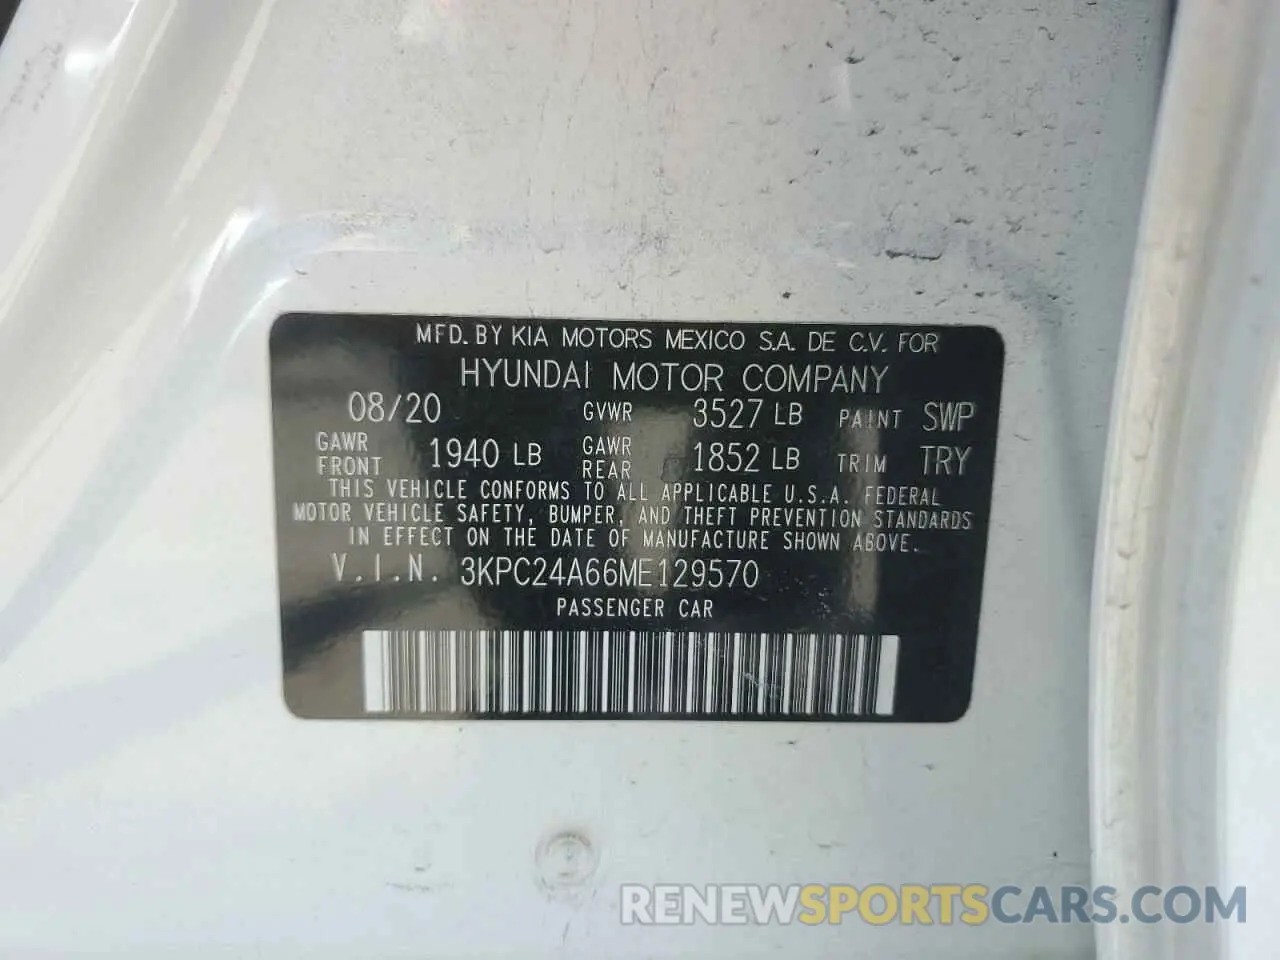 MFD. BY KIA MOTORS MEXICO S.A. DE C.V. FOR
HYUNDAI MOTOR COMPANY
08/20 GVWR 3527 LB PAINT SWP
GAWR FRONT 1940 LB GAWR REAR 1852 LB TRIM TRY
THIS VEHICLE CONFORMS TO ALL APPLICABLE U.S.A. FEDERAL
MOTOR VEHICLE SAFETY, BUMPER, AND THEFT PREVENTION STANDARDS
IN EFFECT ON THE DATE OF MANUFACTURE SHOWN ABOVE.
V.I.N. 3KPC24A66ME129570
PASSENGER CAR
RENEWSPORTSCARS.COM